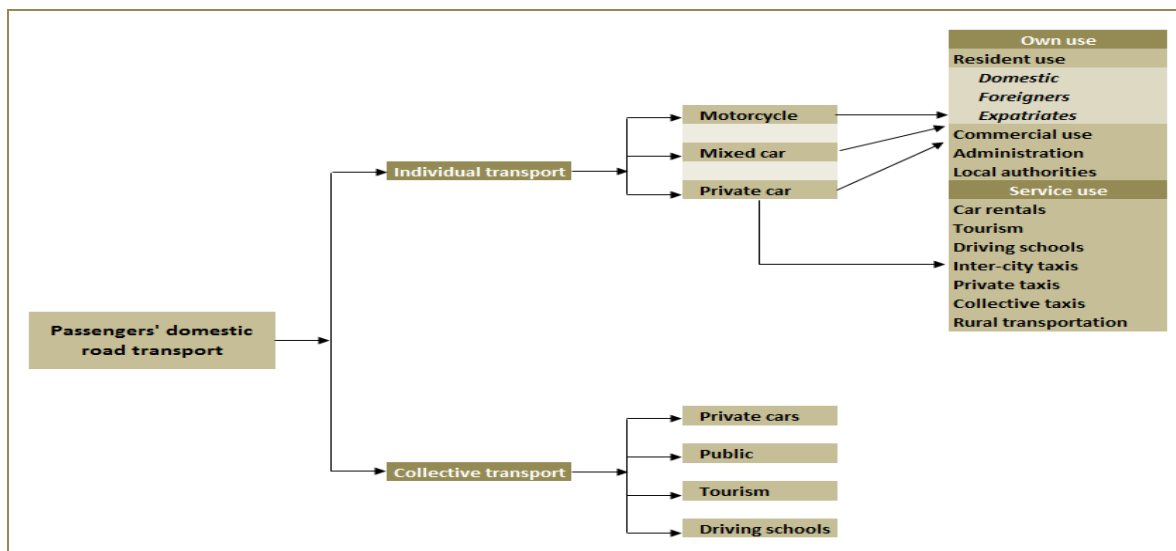 Passengers' domestic
road transport
Individual transport
Motorcycle
Mixed car
Private car
Own use
Resident use
Domestic
Foreigners
Expatriates
Commercial use
Administration
Local authorities
Service use
Car rentals
Tourism
Driving schools
Inter-city taxis
Private taxis
Collective taxis
Rural transportation
Collective transport
Private cars
Public
Tourism
Driving schools